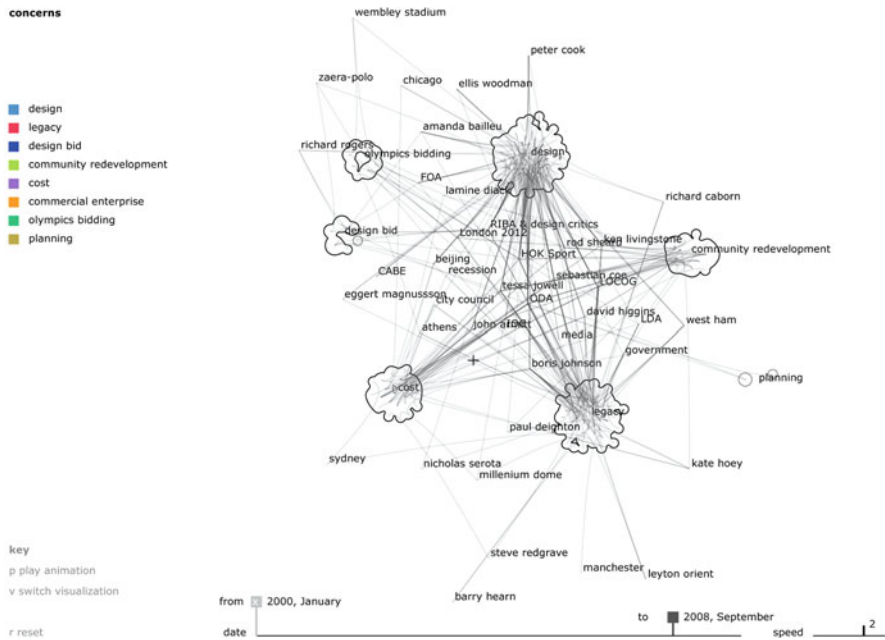 concerns
wembley stadium
peter cook
zaera-polo
chicago
ellis woodman
design
legacy
design bid
community redevelopment
cost
commercial enterprise
olympics bidding
planning
amanda bailleu
richard rogers
olympics bidding
design
FOA
lamine diack
richard caborn
RIBA & design critics
design bid
London 2012
rod sheard
ken livingstone
community redevelopment
HOK Sport
beijing
CABE
recession
sebastian coe
tessa jowell
LOCOG
eggert magnussson
city council
ODA
david higgins
LDA
west ham
athens
john armitt
media
government
boris johnson
planning
cost
legacy
paul deighton
sydney
nicholas serota
kate hoey
millenium dome
key
p play animation
v switch visualization
r reset
steve redgrave
manchester
leyton orient
barry hearn
from x 2000, January
to 2008, September
date
speed
2